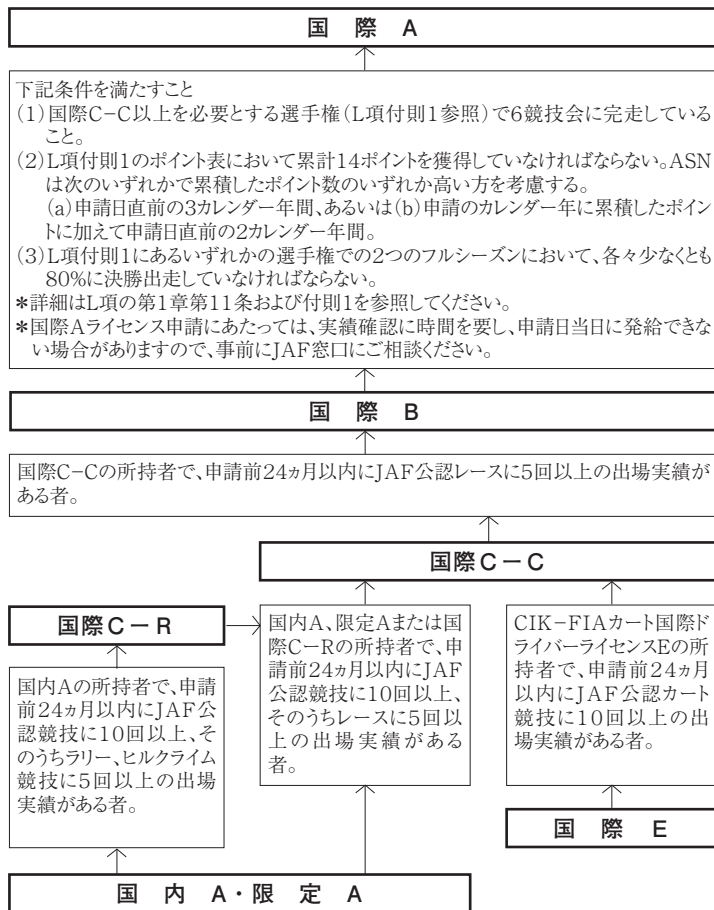 国 際 A
下記条件を満たすこと
(1)国際C−C以上を必要とする選手権(L項付則1参照)で6競技会に完走している
こと。
(2)L項付則1のポイント表において累計14ポイントを獲得していなければならない。ASN
は次のいずれかで累積したポイント数のいずれか高い方を考慮する。
(a)申請日直前の3カレンダー年間、あるいは(b)申請のカレンダー年に累積したポイン
トに加えて申請日直前の2カレンダー年間。
(3)L項付則1にあるいずれかの選手権での2つのフルシーズンにおいて、各々少なくとも
80%に決勝出走していなければならない。
*詳細はL項の第1章第11条および付則1を参照してください。
*国際Aライセンス申請にあたっては、実績確認に時間を要し、申請日当日に発給できな
い場合がありますので、事前にJAF窓口にご相談ください。
国 際 B
国際C−Cの所持者で、申請前24ヵ月以内にJAF公認レースに5回以上の出場実績が
ある者。
国際C−C
国際C−R
国内Aの所持者で、申請
前24ヵ月以内にJAF公
認競技に10回以上、そ
のうちラリー、ヒルクライム
競技に5回以上の出場
実績がある者。
国内A、限定Aまたは国
際C−Rの所持者で、申
請前24ヵ月以内にJAF
公認競技に10回以上、
そのうちレースに5回以
上の出場実績がある
者。
CIK−FIAカート国際ド
ライバーライセンスEの所
持者で、申請前24ヵ月
以内にJAF公認カート
競技に10回以上の出
場実績がある者。
国 際 E
国 内 A・限 定 A